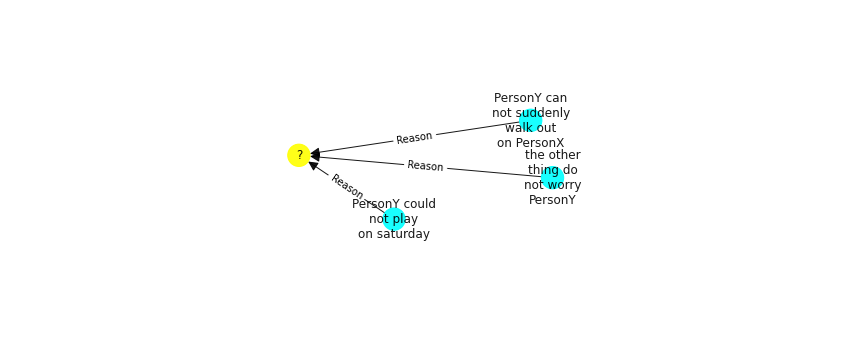 PersonY can
not suddenly
walk out
on PersonX
Reason
?
the other
thing do
not worry
PersonY
Reason
Reason
PersonY could
not play
on saturday